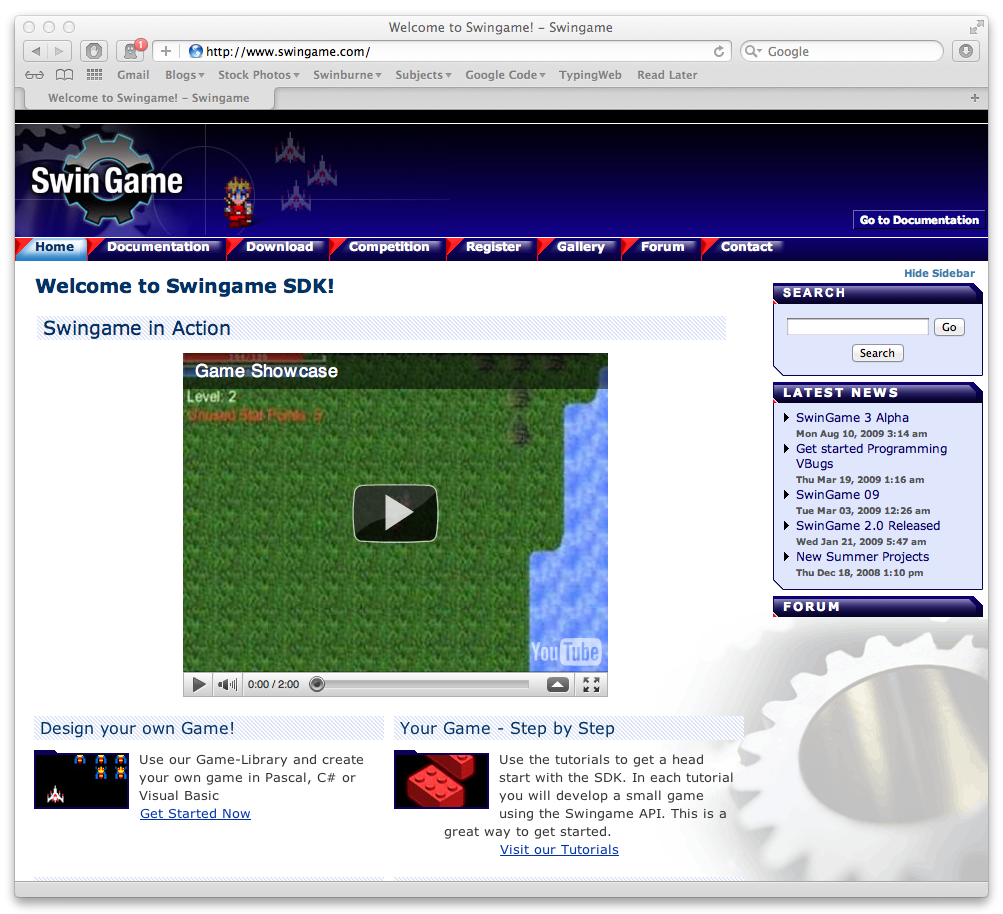 Welcome to Swingame! – Swingame
1
http://www.swingame.com/
Google
Gmail Blogs Stock Photos Swinburne Subjects Google Code TypingWeb Read Later
Welcome to Swingame! – Swingame
SwinGame
Go to Documentation
Home Documentation Download Competition Register Gallery Forum Contact
Hide Sidebar
Welcome to Swingame SDK!
Swingame in Action
Game Showcase
Level: 2
Unused Stat Points: 5
YouTube
0:00 / 2:00
SEARCH
Go
Search
LATEST NEWS
SwinGame 3 Alpha
Mon Aug 10, 2009 3:14 am
Get started Programming
VBugs
Thu Mar 19, 2009 1:16 am
SwinGame 09
Tue Mar 03, 2009 12:26 am
SwinGame 2.0 Released
Wed Jan 21, 2009 5:47 am
New Summer Projects
Thu Dec 18, 2008 1:10 pm
FORUM
Design your own Game!
Use our Game-Library and create
your own game in Pascal, C# or
Visual Basic
Get Started Now
Your Game - Step by Step
Use the tutorials to get a head
start with the SDK. In each tutorial
you will develop a small game
using the Swingame API. This is a
great way to get started.
Visit our Tutorials